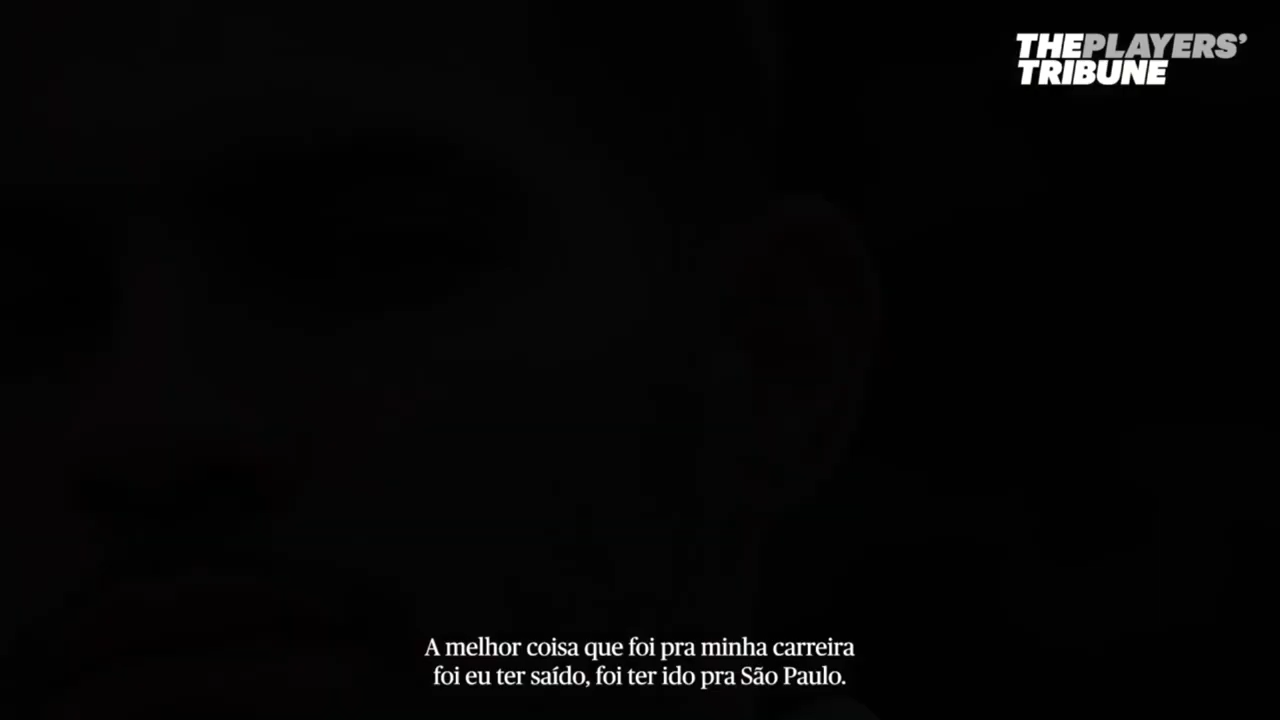 THEPLAYERS'
TRIBUNE
A melhor coisa que foi pra minha carreira
foi eu ter saído, foi ter ido pra São Paulo.